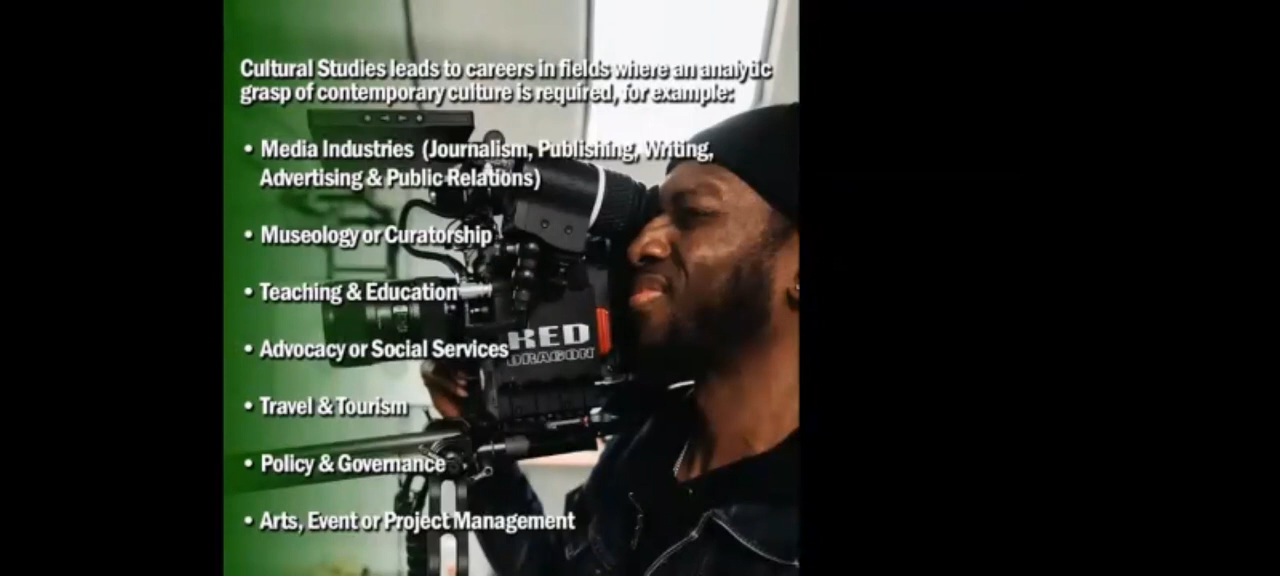 Cultural Studies leads to careers in fields where an analytic
grasp of contemporary culture is required, for example:
• Media Industries (Journalism, Publishing, Writing,
Advertising & Public Relations)
• Museology or Curatorship
• Teaching & Education
• Advocacy or Social Services
RED
DRAGON
• Travel & Tourism
• Policy & Governance
• Arts, Event or Project Management